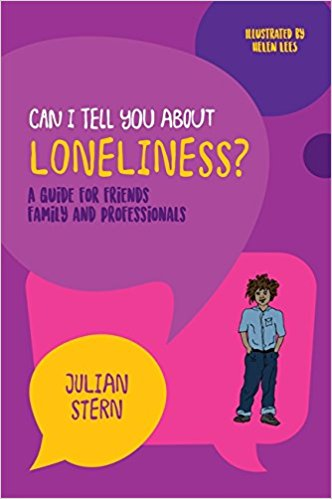 ILLUSTRATED BY
HELEN LEES
CAN I TELL YOU ABOUT
LONELINESS?
A GUIDE FOR FRIENDS
FAMILY AND PROFESSIONALS
JULIAN
STERN